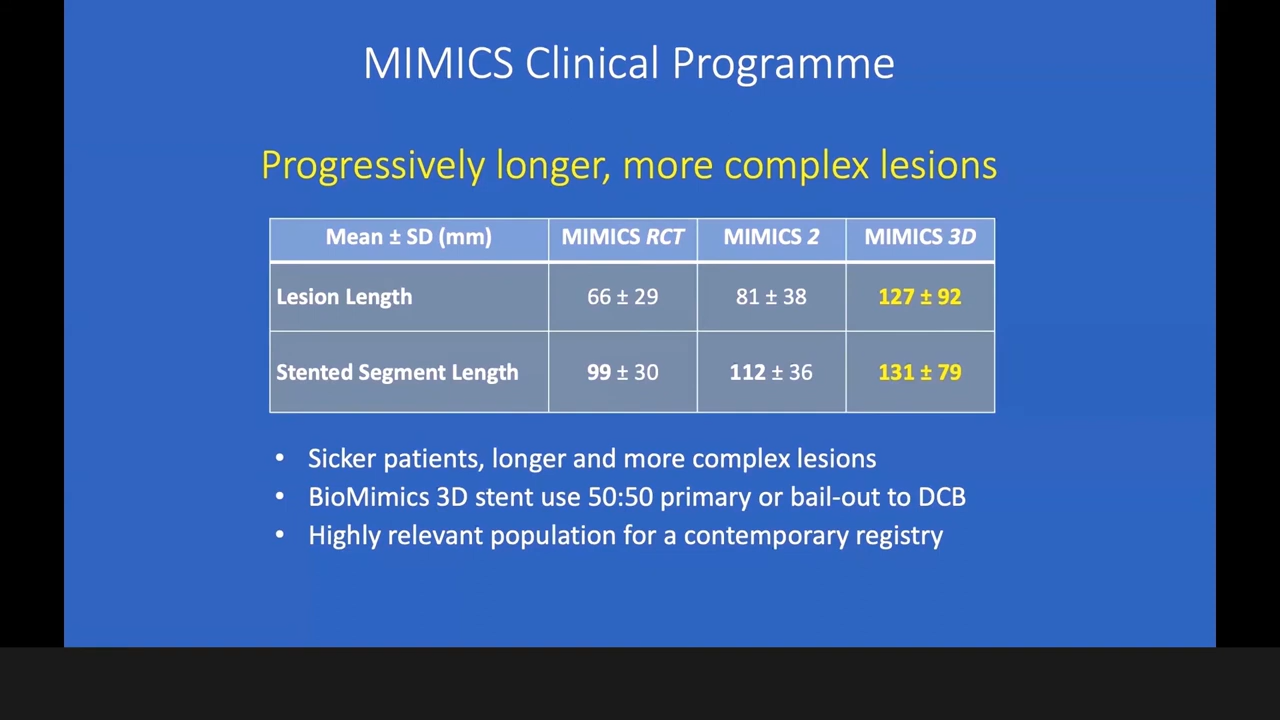 MIMICS Clinical Programme
Progressively longer, more complex lesions
Mean ± SD (mm) MIMICS RCT MIMICS 2 MIMICS 3D
Lesion Length 66 ± 29 81 ± 38 127 ± 92
Stented Segment Length 99 ± 30 112 ± 36 131 ± 79
• Sicker patients, longer and more complex lesions
• BioMimics 3D stent use 50:50 primary or bail-out to DCB
• Highly relevant population for a contemporary registry